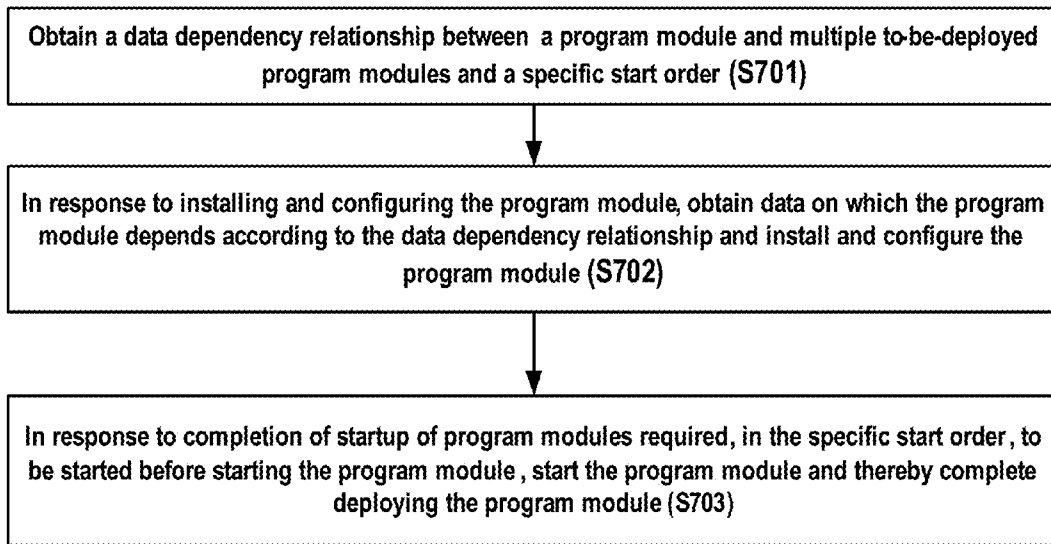 Obtain a data dependency relationship between a program module and multiple to-be-deployed
program modules and a specific start order (S701)
In response to installing and configuring the program module, obtain data on which the program
module depends according to the data dependency relationship and install and configure the
program module (S702)
In response to completion of startup of program modules required, in the specific start order, to
be started before starting the program module, start the program module and thereby complete
deploying the program module (S703)